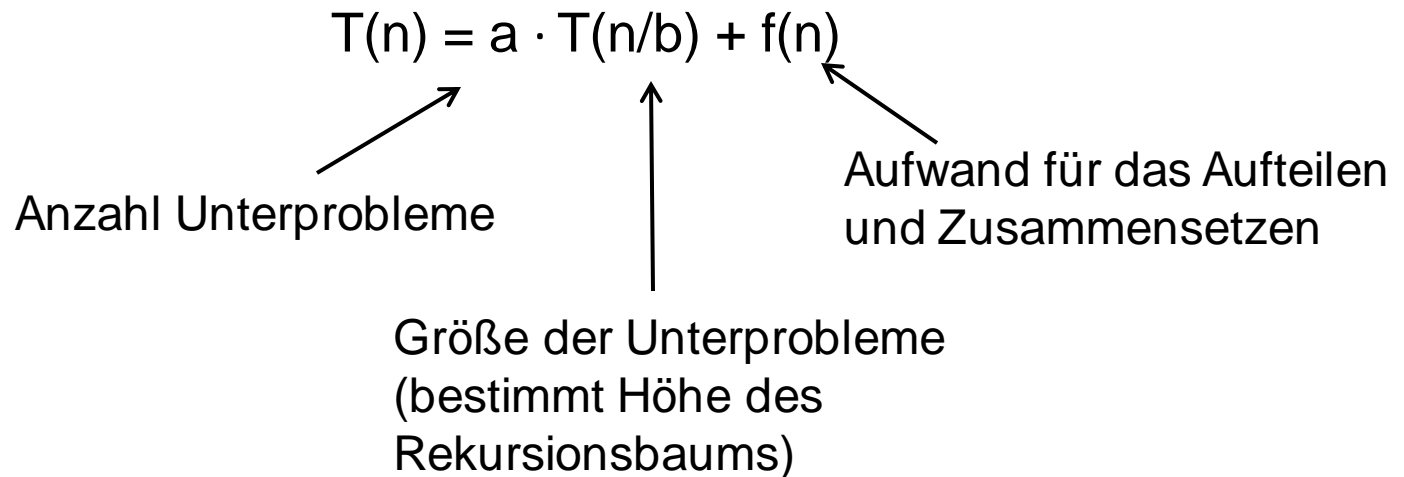 T(n) = a · T(n/b) + f(n)
Anzahl Unterprobleme
Aufwand für das Aufteilen
und Zusammensetzen
Größe der Unterprobleme
(bestimmt Höhe des
Rekursionsbaums)